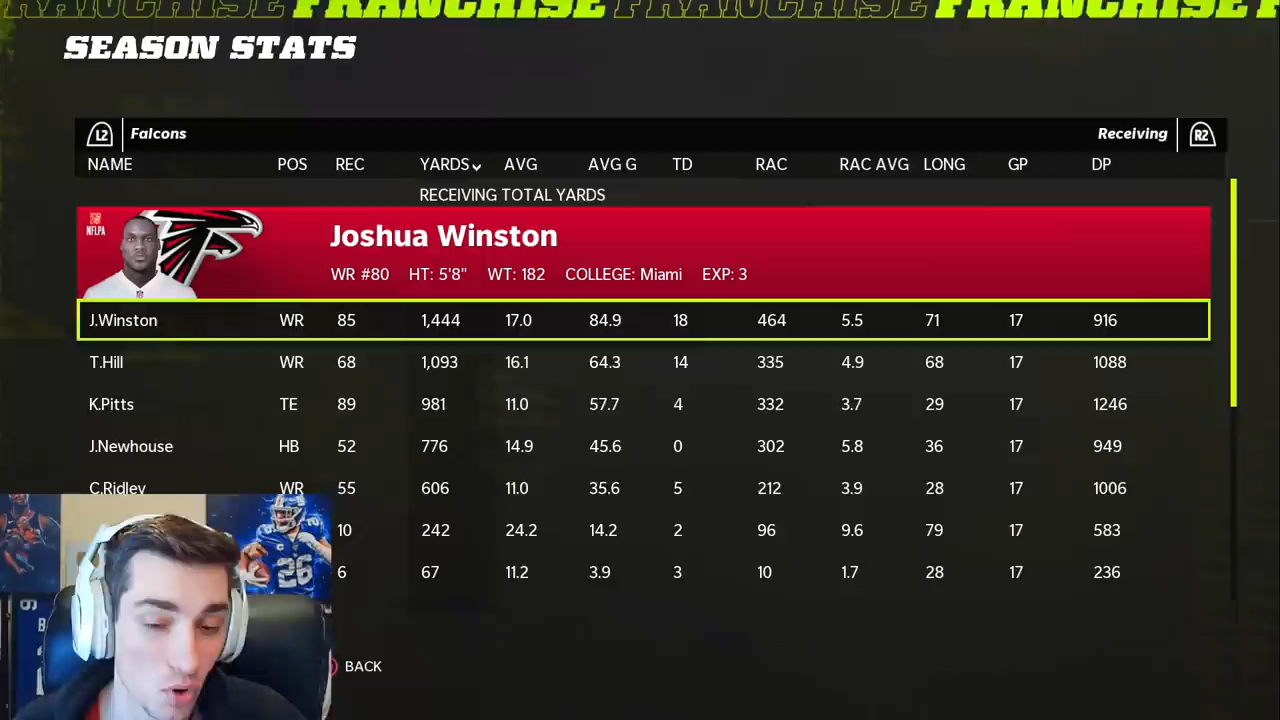 FRANCHISE FRANCHISE FRANCHISE FRANCHISE F
SEASON STATS
L2 Falcons Receiving R2
NAME POS REC YARDS AVG AVG G TD RAC RAC AVG LONG GP DP
RECEIVING TOTAL YARDS
NFLPA
Joshua Winston
WR #80 HT: 5'8" WT: 182 COLLEGE: Miami EXP: 3
J.Winston WR 85 1,444 17.0 84.9 18 464 5.5 71 17 916
T.Hill WR 68 1,093 16.1 64.3 14 335 4.9 68 17 1088
K.Pitts TE 89 981 11.0 57.7 4 332 3.7 29 17 1246
J.Newhouse HB 52 776 14.9 45.6 0 302 5.8 36 17 949
C.Ridley WR 55 606 11.0 35.6 5 212 3.9 28 17 1006
10 242 24.2 14.2 2 96 9.6 79 17 583
6 67 11.2 3.9 3 10 1.7 28 17 236
26
BACK